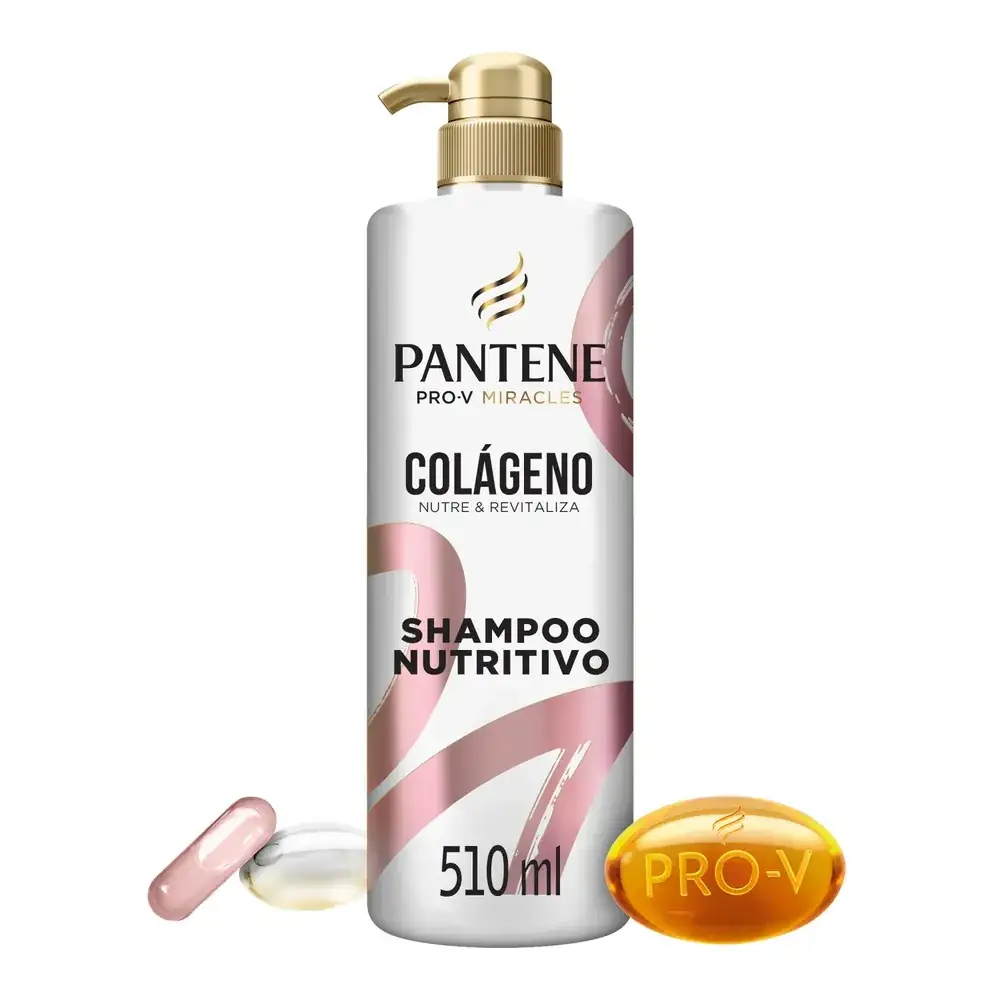 PANTENE
PRO-V MIRACLES
COLÁGENO
NUTRE & REVITALIZA
SHAMPOO
NUTRITIVO
510 ml
PRO-V